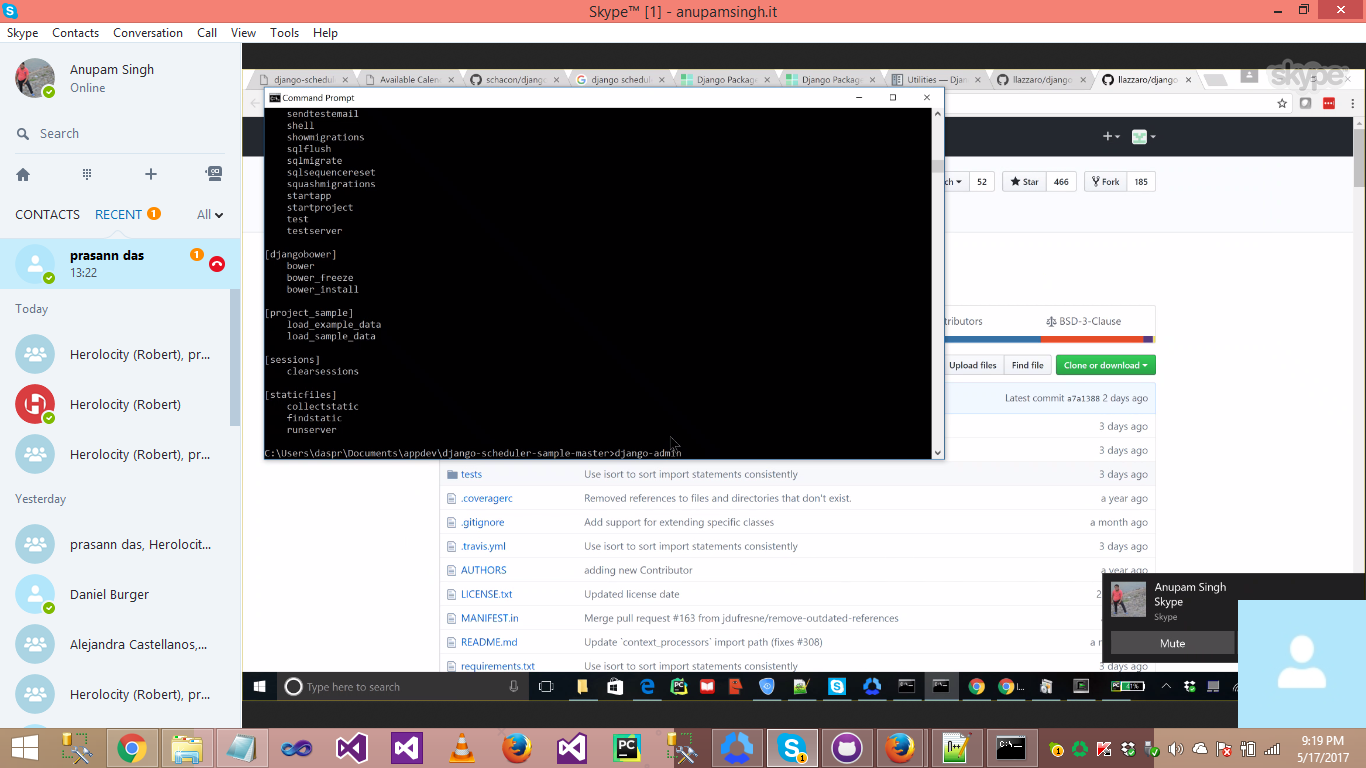 Skype™ [1] - anupamsingh.it
Skype Contacts Conversation Call View Tools Help
Anupam Singh
Online
Search
CONTACTS RECENT 1 All
prasann das 1
13:22
Today
Herolocity (Robert), pr...
Herolocity (Robert)
Herolocity (Robert), pr...
Yesterday
prasann das, Herolocit...
Daniel Burger
Alejandra Castellanos,...
Herolocity (Robert), pr...
django-schedul Available Calen schacon/djang django schedul Django Package Django Package Utilities — Djan llazzaro/django llazzaro/django
skype
Command Prompt
sendtestemail
shell
showmigrations
sqlflush
sqlmigrate
sqlsequencereset
squashmigrations
startapp
startproject
test
testserver
[djangobower]
bower
bower_freeze
bower_install
[project_sample]
load_example_data
load_sample_data
[sessions]
clearsessions
[staticfiles]
collectstatic
findstatic
runserver
C:\Users\daspr\Documents\appdev\django-scheduler-sample-master>django-admin
ch 52 Star 466 Fork 185
tributors BSD-3-Clause
Upload files Find file Clone or download
Latest commit a7a1388 2 days ago
3 days ago
3 days ago
tests Use isort to sort import statements consistently 3 days ago
.coveragerc Removed references to files and directories that don't exist. a year ago
.gitignore Add support for extending specific classes a month ago
.travis.yml Use isort to sort import statements consistently 3 days ago
AUTHORS adding new Contributor a year ago
LICENSE.txt Updated license date 2
MANIFEST.in Merge pull request #163 from jdufresne/remove-outdated-references
README.md Update `context_processors` import path (fixes #308)
requirements.txt Use isort to sort import statements consistently 3 days ago
Anupam Singh
Skype
Skype
Mute
Type here to search
9:19 PM
5/17/2017